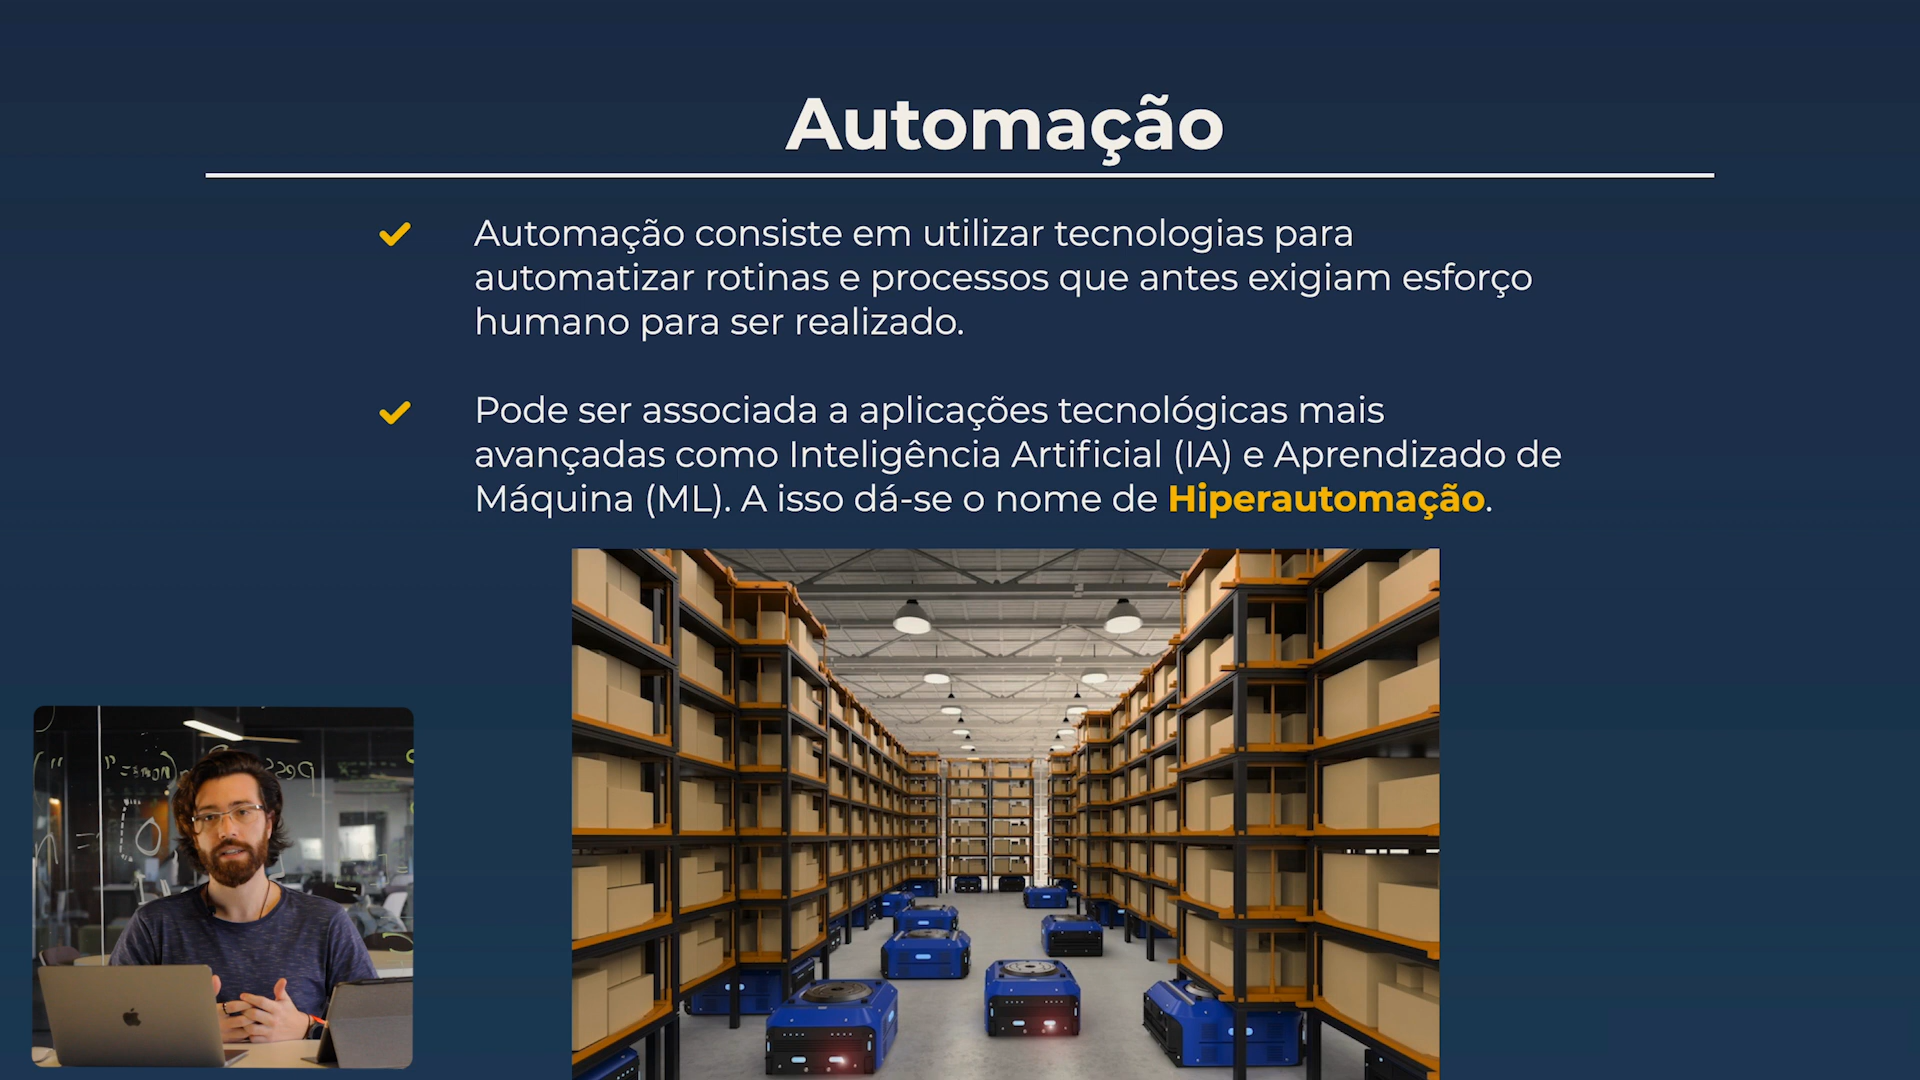 Automação
Automação consiste em utilizar tecnologias para
automatizar rotinas e processos que antes exigiam esforço
humano para ser realizado.
Pode ser associada a aplicações tecnológicas mais
avançadas como Inteligência Artificial (IA) e Aprendizado de
Máquina (ML). A isso dá-se o nome de Hiperautomação.